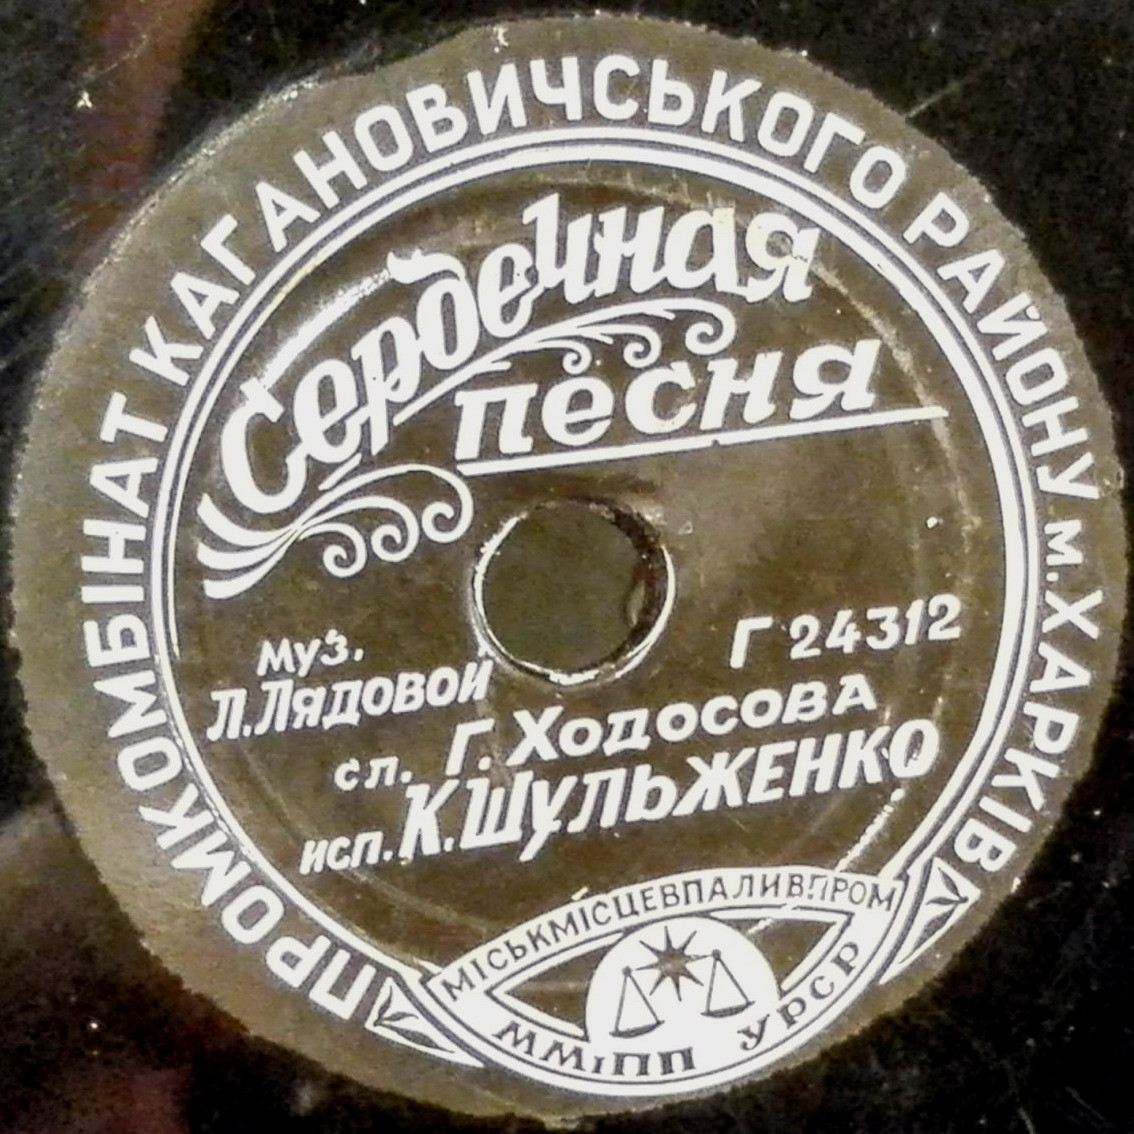 ПРОМКОМБІНАТ КАГАНОВИЧСЬКОГО РАЙОНУ м. ХАРКІВ
Сердечная
песня
Муз.
Л. Лядовой
Г 24312
сл. Г. Ходосова
исп. К. ШУЛЬЖЕНКО
МІСЬКМІСЦЕВПАЛИВПРОМ
ММіПП УРСР